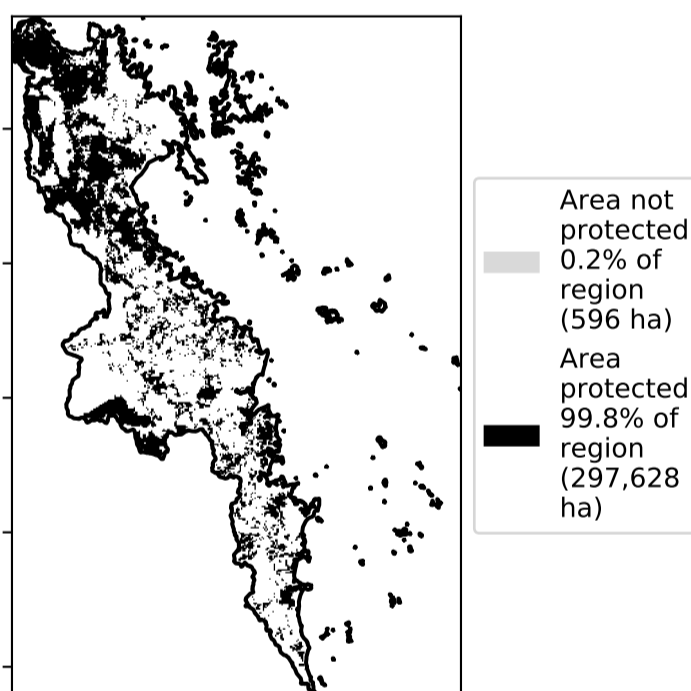 Area not
protected
0.2% of
region
(596 ha)
Area
protected
99.8% of
region
(297,628
ha)